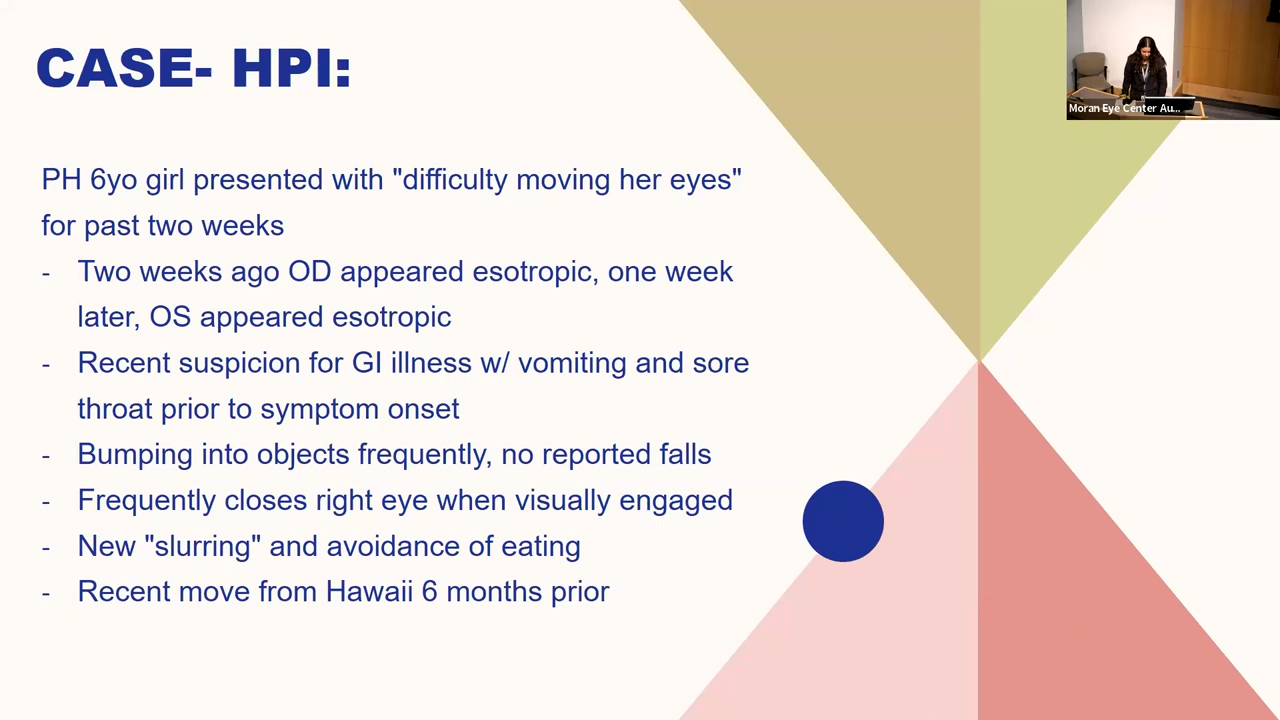 CASE- HPI:
Moran Eye Center Au...
PH 6yo girl presented with "difficulty moving her eyes"
for past two weeks
- Two weeks ago OD appeared esotropic, one week
later, OS appeared esotropic
- Recent suspicion for GI illness w/ vomiting and sore
throat prior to symptom onset
- Bumping into objects frequently, no reported falls
- Frequently closes right eye when visually engaged
- New "slurring" and avoidance of eating
- Recent move from Hawaii 6 months prior